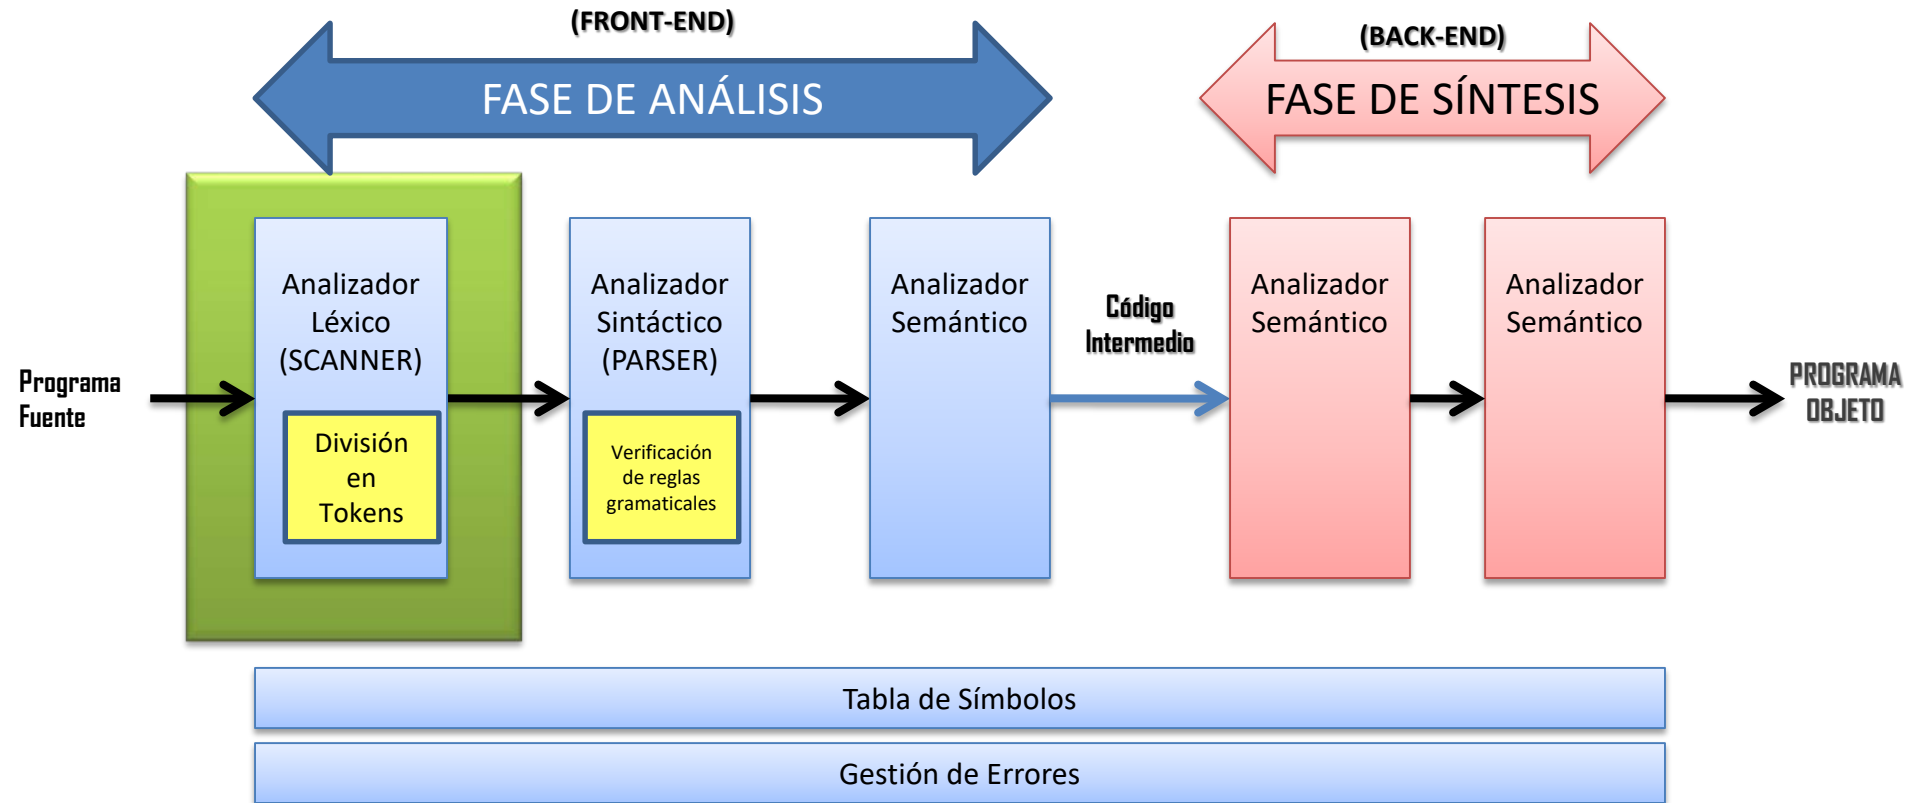 (FRONT-END)
(BACK-END)
FASE DE ANÁLISIS
FASE DE SÍNTESIS
Programa
Fuente
Analizador
Léxico
(SCANNER)
División
en
Tokens
Analizador
Sintáctico
(PARSER)
Verificación
de reglas
gramaticales
Analizador
Semántico
Código
Intermedio
Analizador
Semántico
Analizador
Semántico
PROGRAMA
OBJETO
Tabla de Símbolos
Gestión de Errores